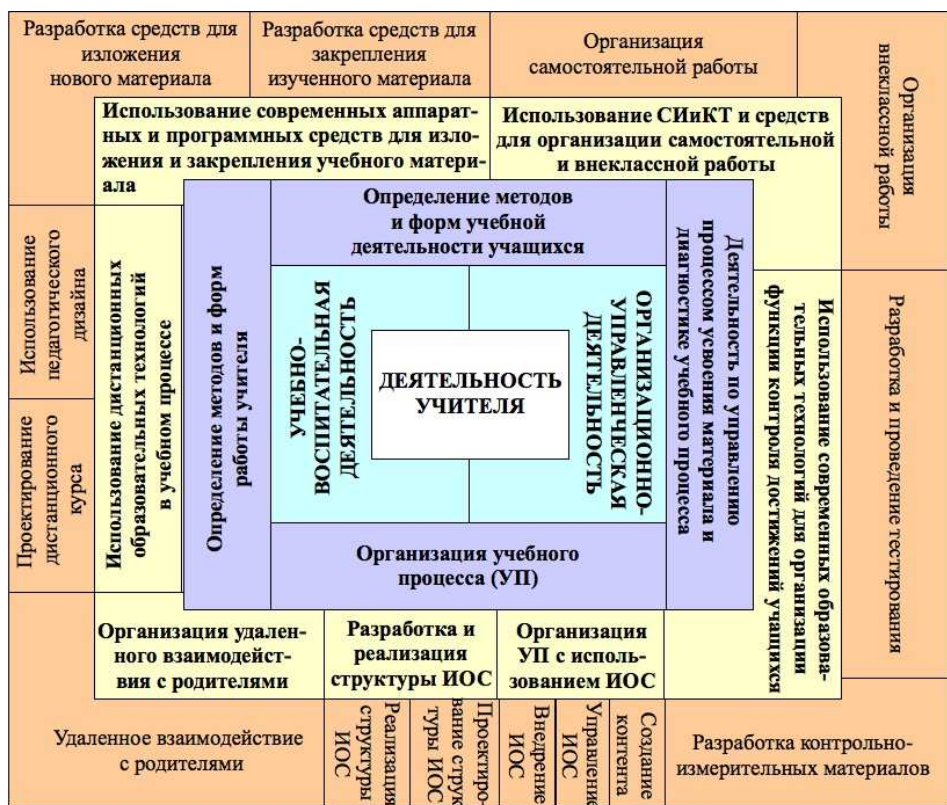 Разработка средств для
изложения
нового материала
Разработка средств для
закрепления
изученного материала
Организация
самостоятельной работы
Организация
внеклассной работы
Использование современных аппарат-
ных и программных средств для изло-
жения и закрепления учебного матери-
ала
Использование СИиКТ и средств
для организации самостоятельной
и внеклассной работы
Использование
педагогического
дизайна
Проектирование
дистанционного
курса
Использование дистанционных
образовательных технологий
в учебном процессе
Определение методов и форм
работы учителя
Определение методов
и форм учебной
деятельности учащихся
УЧЕБНО-
ВОСПИТАТЕЛЬНАЯ
ДЕЯТЕЛЬНОСТЬ
ДЕЯТЕЛЬНОСТЬ
УЧИТЕЛЯ
ОРГАНИЗАЦИОННО-
УПРАВЛЕНЧЕСКАЯ
ДЕЯТЕЛЬНОСТЬ
Деятельность по управлению
процессом усвоения материала и
диагностике учебного процесса
Использование современных образова-
тельных технологий для организации
функции контроля достижений учащихся
Разработка и проведение тестирования
Организация учебного
процесса (УП)
Организация удален-
ного взаимодейст-
вия с родителями
Разработка и
реализация
структуры ИОС
Организация
УП с исполь-
зованием ИОС
Удаленное взаимодействие
с родителями
Реализация
структуры
ИОС
Проектиро-
вание струк
туры ИОС
Внедрение
ИОС
Управление
ИОС
Создание
контента
Разработка контрольно-
измерительных материалов